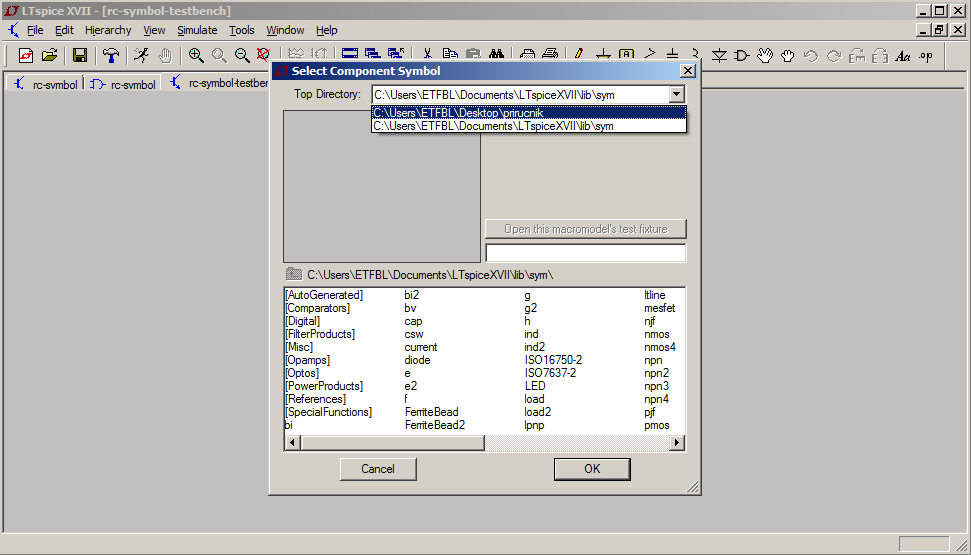 LTspice XVII - [rc-symbol-testbench]
File Edit Hierarchy View Simulate Tools Window Help
Aa .op
rc-symbol rc-symbol rc-symbol-testben
Select Component Symbol
Top Directory: C:\Users\ETFBL\Documents\LTspiceXVII\lib\sym
C:\Users\ETFBL\Desktop\prirucnik
C:\Users\ETFBL\Documents\LTspiceXVII\lib\sym
Open this macromodel's test fixture
C:\Users\ETFBL\Documents\LTspiceXVII\lib\sym\
[AutoGenerated] bi2 g ltline
[Comparators] bv g2 mesfet
[Digital] cap h njf
[FilterProducts] csw ind nmos
[Misc] current ind2 nmos4
[Opamps] diode ISO16750-2 npn
[Optos] e ISO7637-2 npn2
[PowerProducts] e2 LED npn3
[References] f load npn4
[SpecialFunctions] FerriteBead load2 pjf
bi FerriteBead2 lpnp pmos
Cancel OK